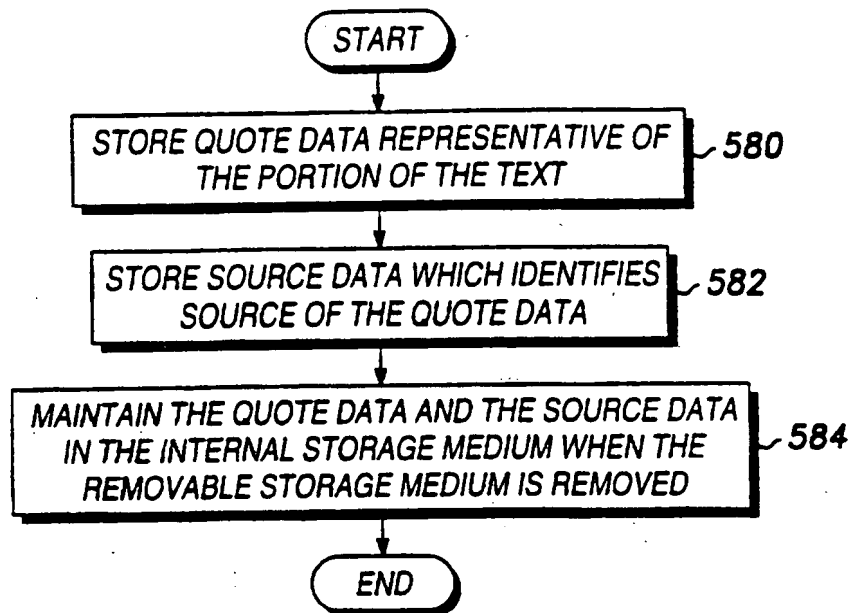 START
STORE QUOTE DATA REPRESENTATIVE OF
THE PORTION OF THE TEXT
580
STORE SOURCE DATA WHICH IDENTIFIES
SOURCE OF THE QUOTE DATA
582
MAINTAIN THE QUOTE DATA AND THE SOURCE DATA
IN THE INTERNAL STORAGE MEDIUM WHEN THE
REMOVABLE STORAGE MEDIUM IS REMOVED
584
END